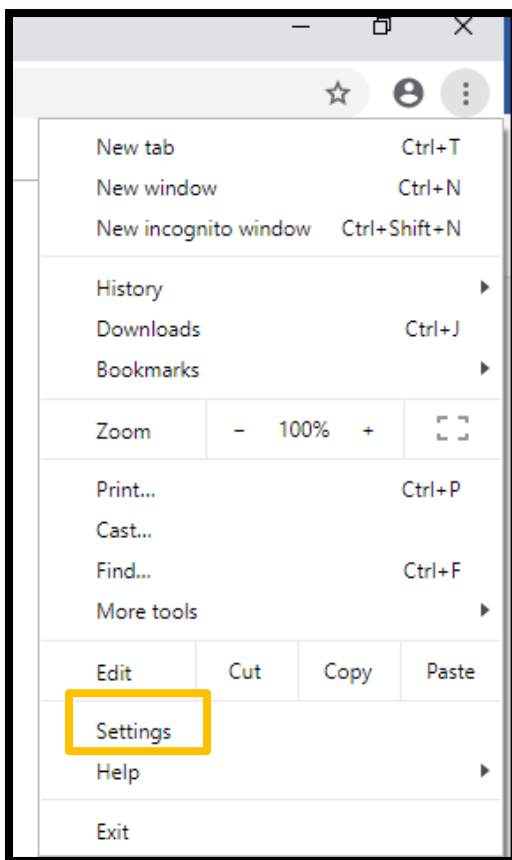 New tab Ctrl+T
New window Ctrl+N
New incognito window Ctrl+Shift+N
History
Downloads Ctrl+J
Bookmarks
Zoom - 100% +
Print... Ctrl+P
Cast...
Find... Ctrl+F
More tools
Edit Cut Copy Paste
Settings
Help
Exit